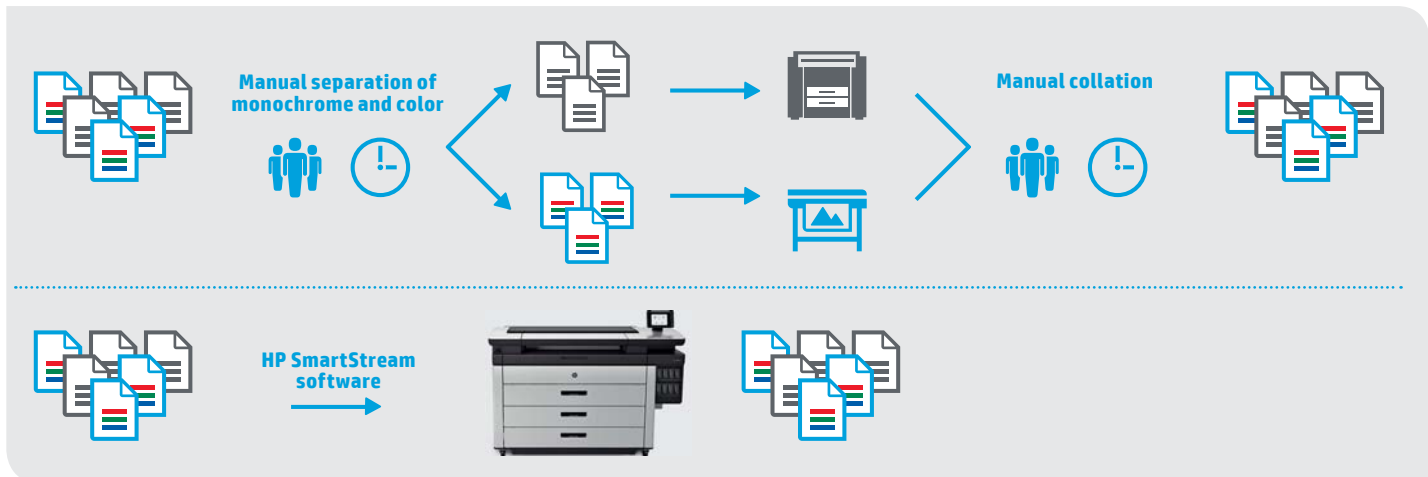 Manual separation of
monochrome and color
Manual collation
HP SmartStream
software